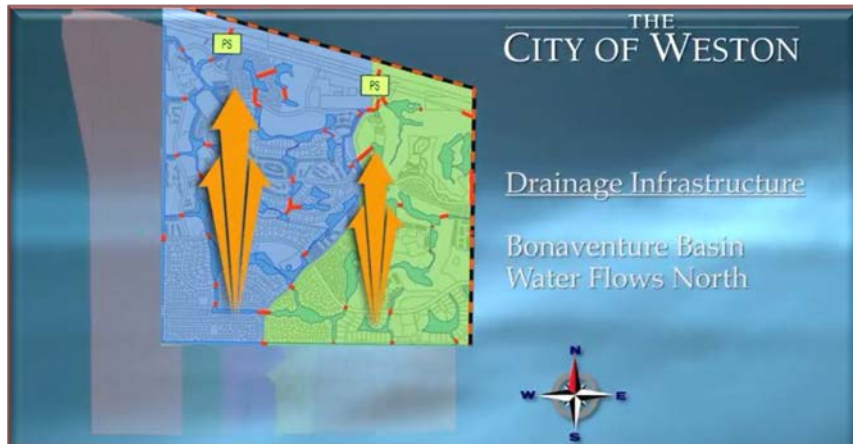 THE
CITY OF WESTON
PS
PS
Drainage Infrastructure
Bonaventure Basin
Water Flows North
N
W E
S